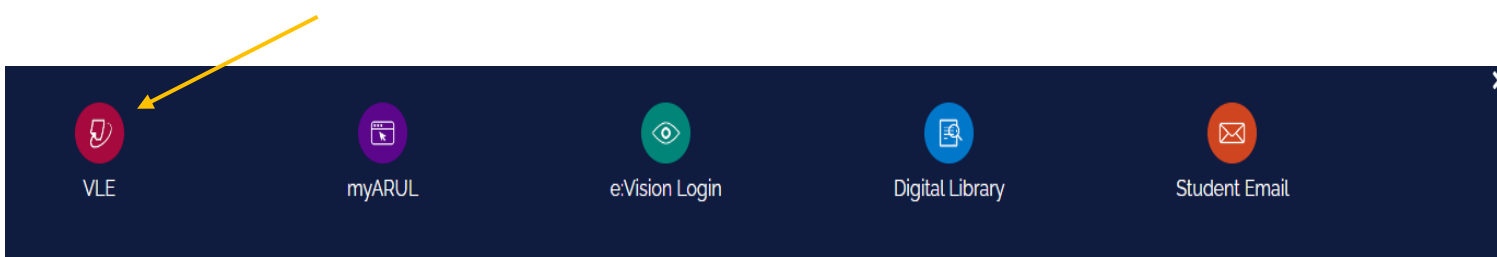 VLE
myARUL
e:Vision Login
Digital Library
Student Email